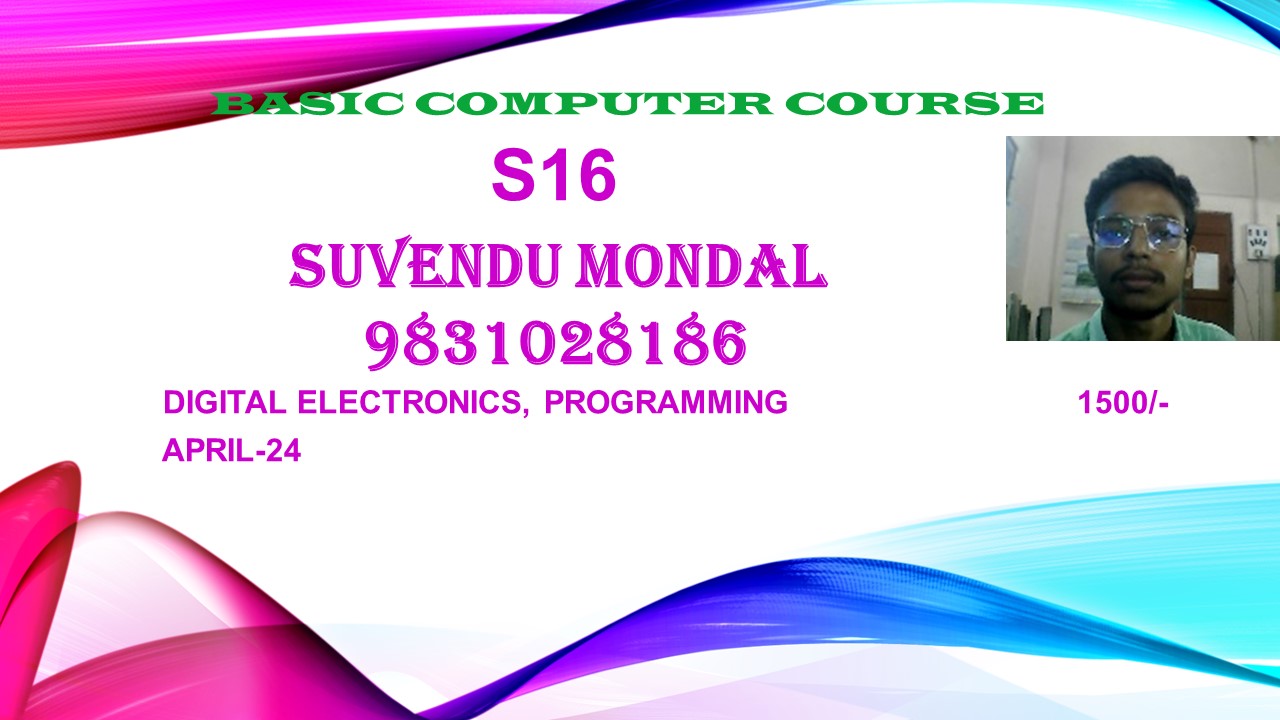 BASIC COMPUTER COURSE
S16
SUVENDU MONDAL
9831028186
DIGITAL ELECTRONICS, PROGRAMMING 1500/-
APRIL-24